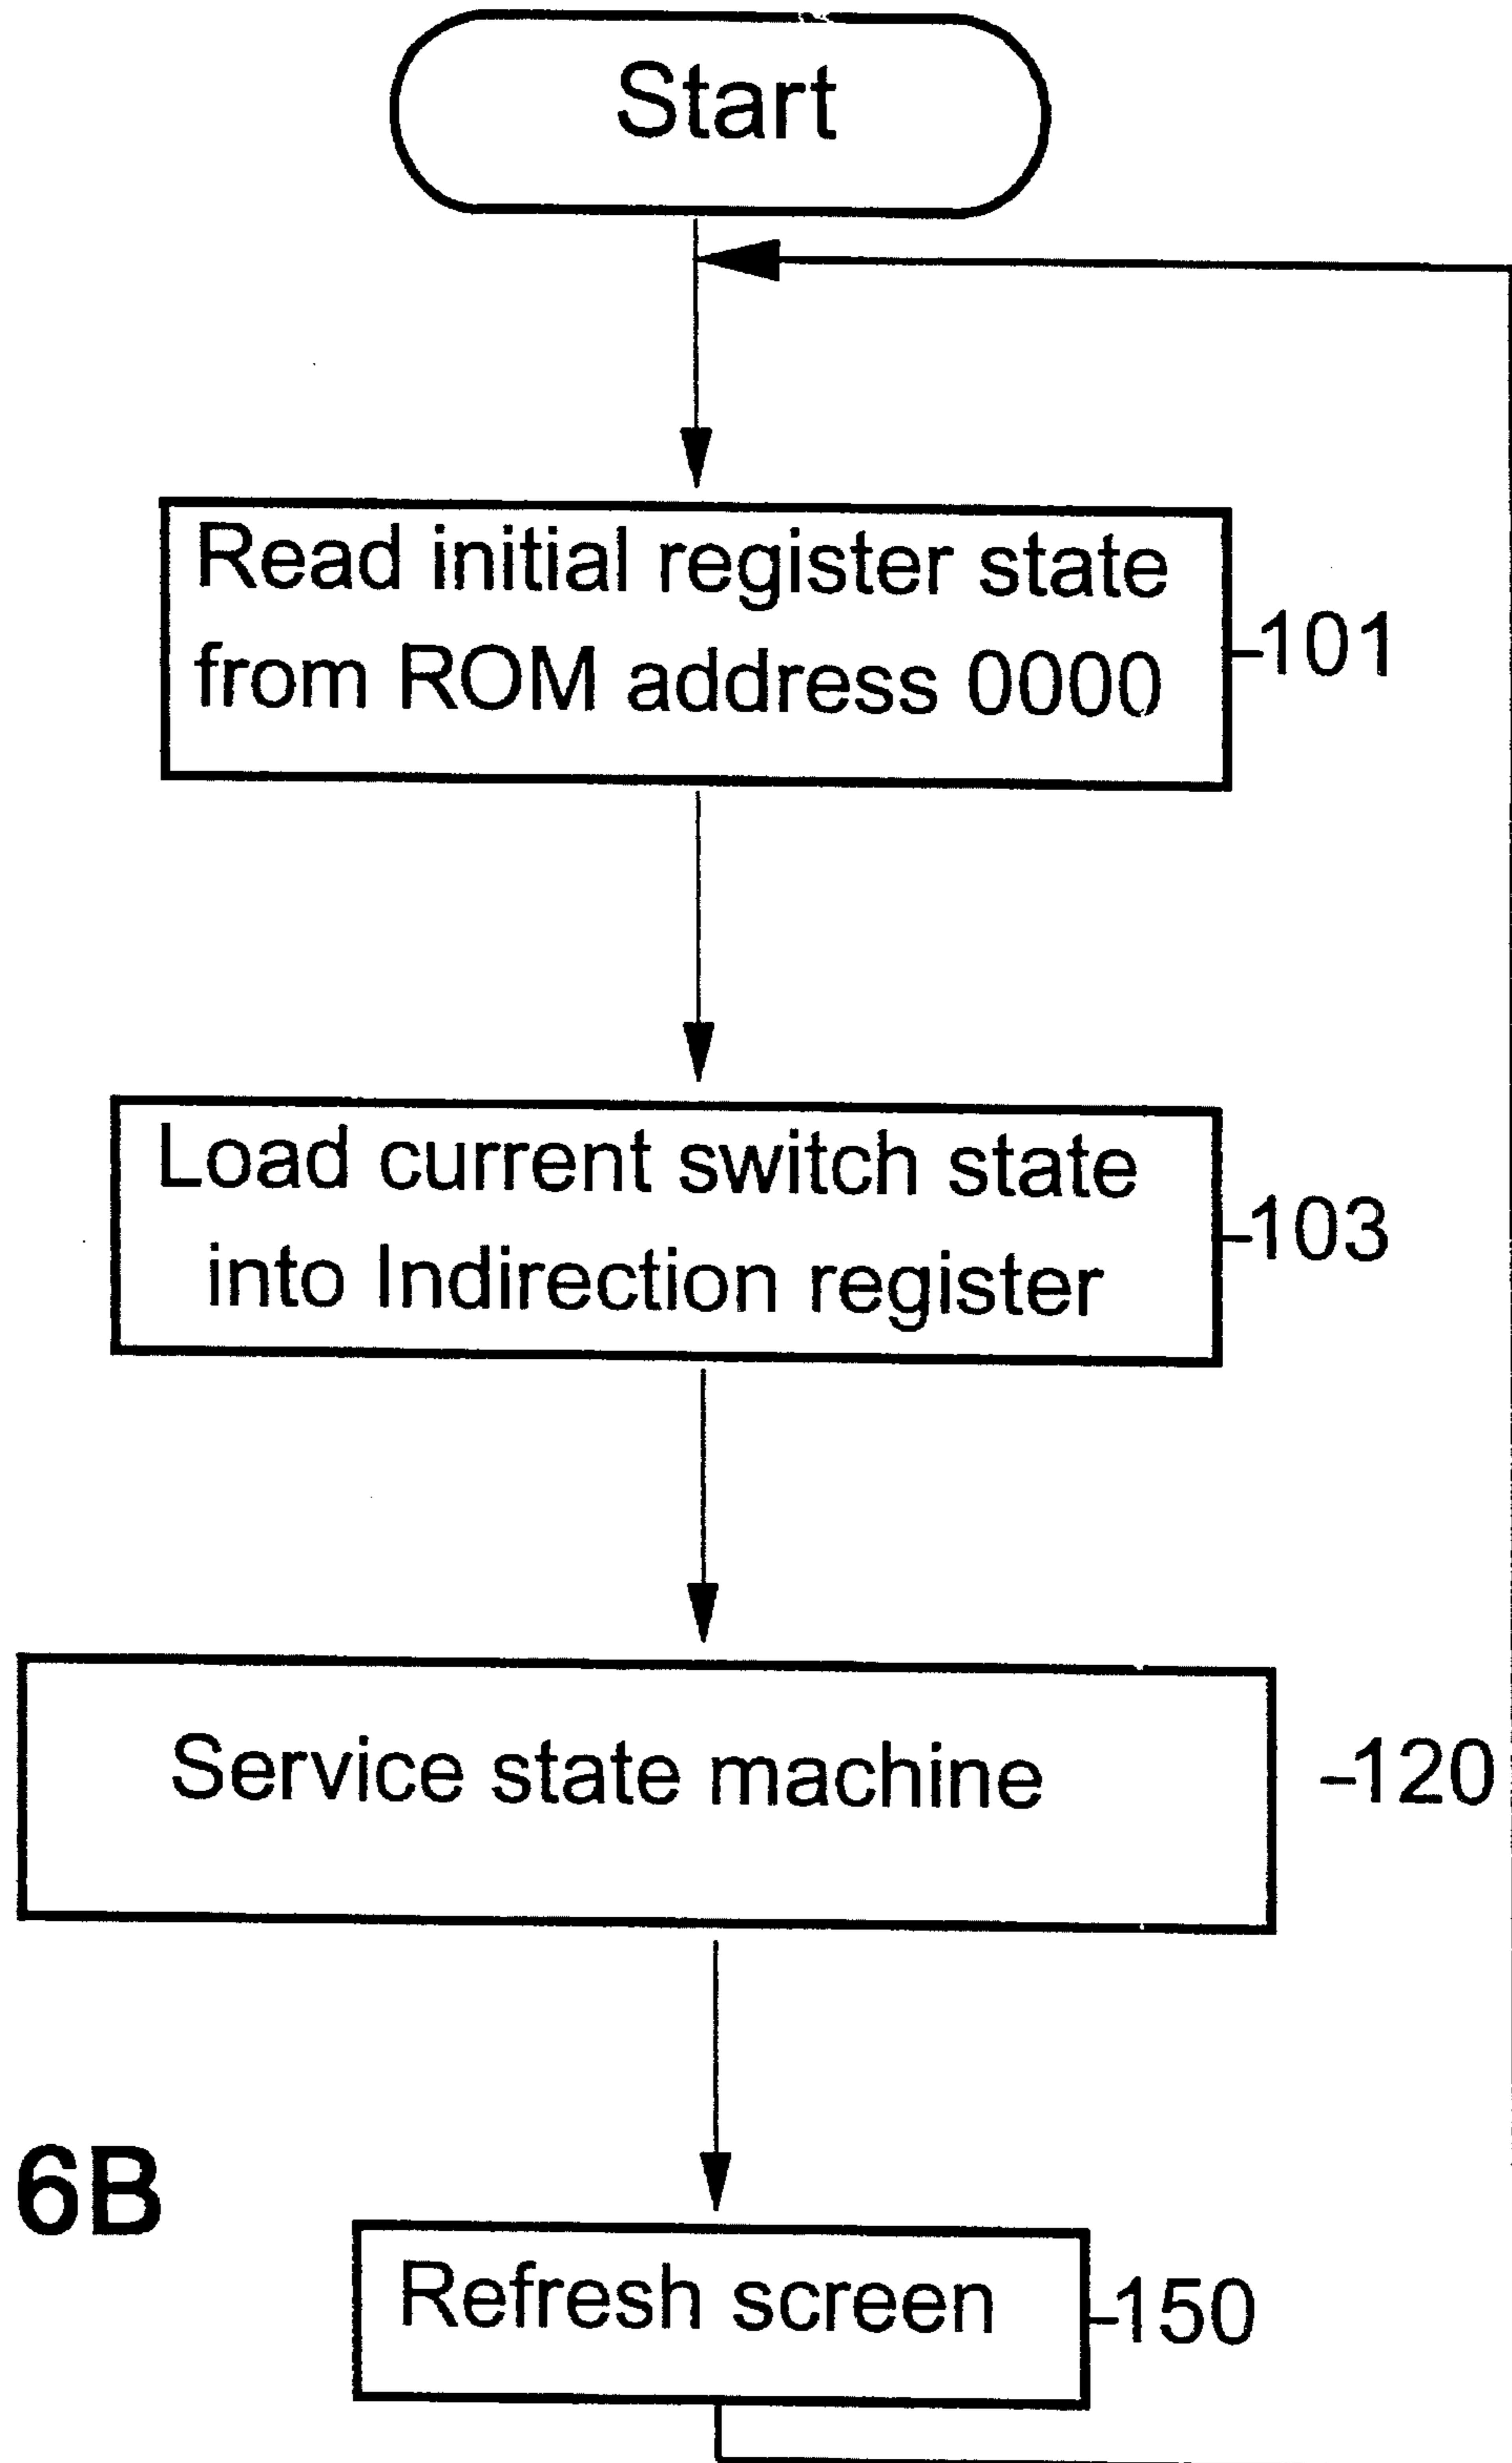 Start
Read initial register state
from ROM address 0000
101
Load current switch state
into Indirection register
103
Service state machine
120
6B
Refresh screen
150